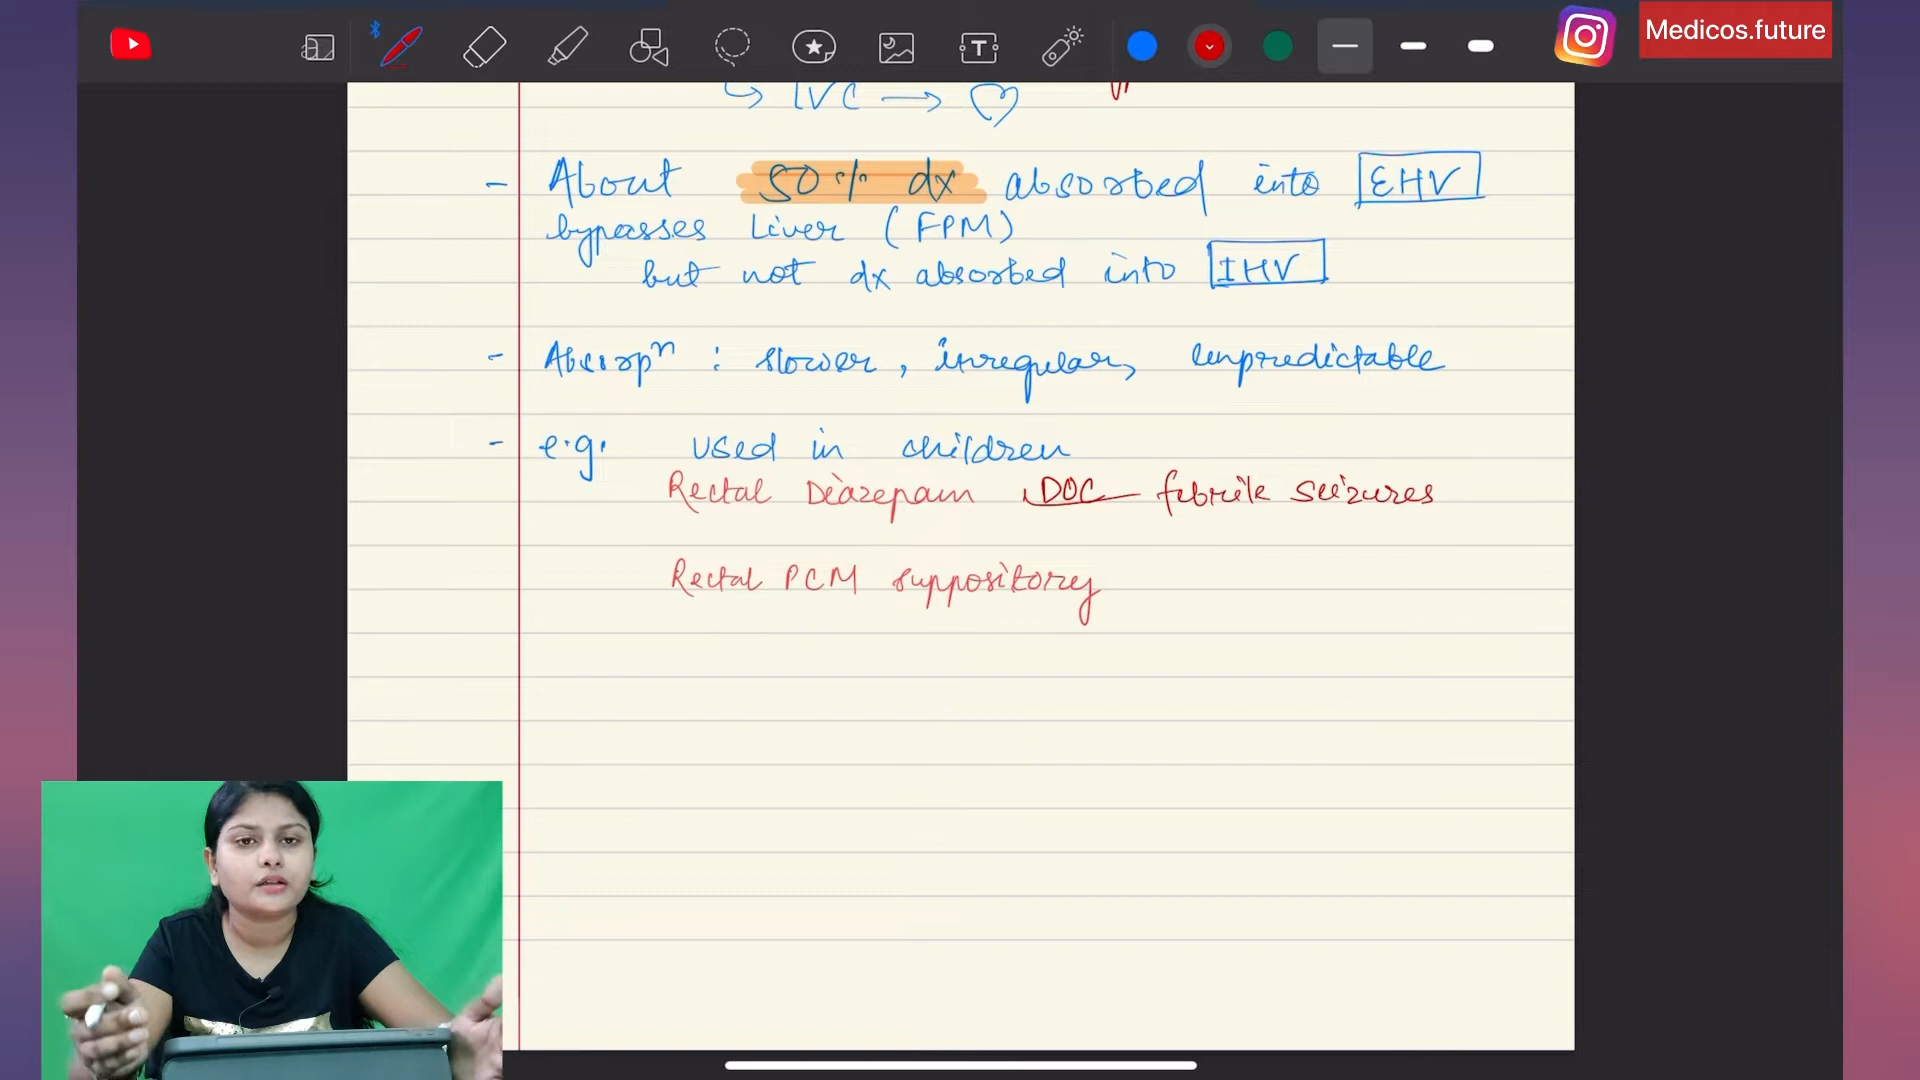 Medicos.future
↳ IVC → ♡
- About 50% dx absorbed into EHV
bypasses Liver (FPM)
but not dx absorbed into IHV
- Absorpⁿ : slower, irregular, unpredictable
- e.g. used in children
Rectal Diazepam DOC febrile seizures
Rectal PCM suppository